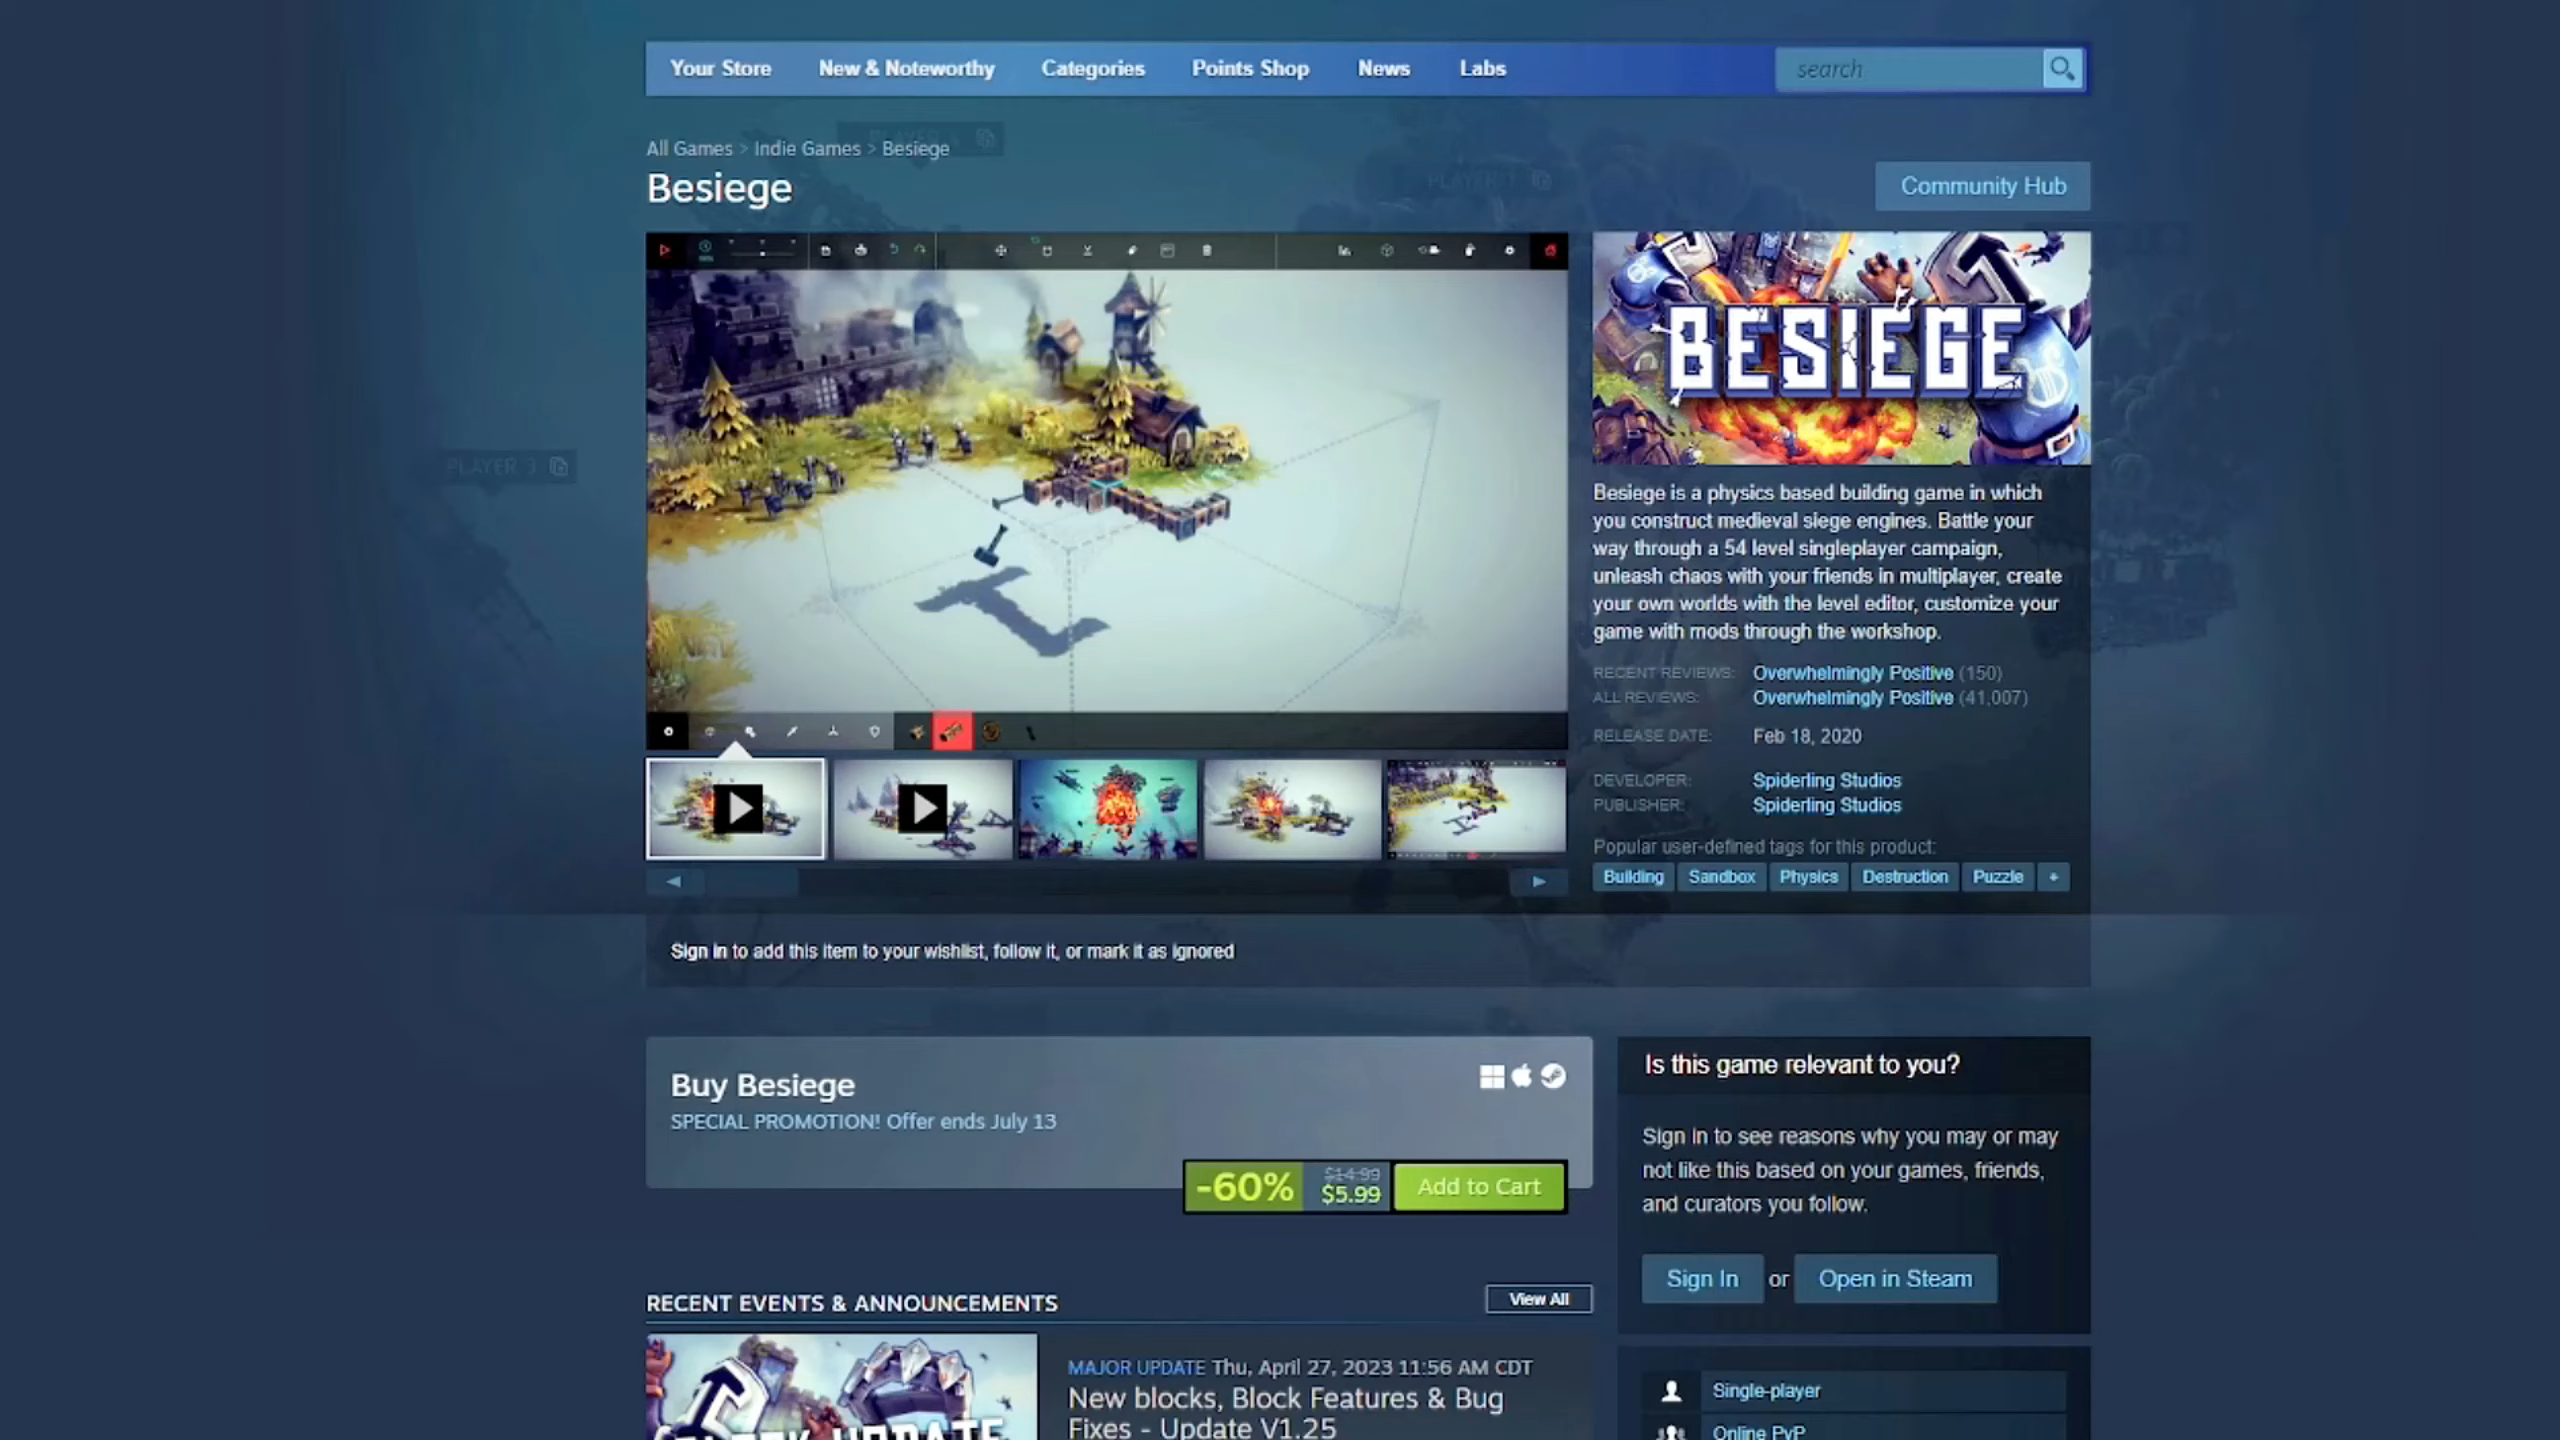 Your Store New & Noteworthy Categories Points Shop News Labs search
All Games > Indie Games > Besiege
Besiege
Community Hub
PLAYER 3
BESIEGE
Besiege is a physics based building game in which
you construct medieval siege engines. Battle your
way through a 54 level singleplayer campaign,
unleash chaos with your friends in multiplayer, create
your own worlds with the level editor, customize your
game with mods through the workshop.
RECENT REVIEWS: Overwhelmingly Positive (150)
ALL REVIEWS: Overwhelmingly Positive (41,007)
RELEASE DATE: Feb 18, 2020
DEVELOPER: Spiderling Studios
PUBLISHER: Spiderling Studios
Popular user-defined tags for this product:
Building Sandbox Physics Destruction Puzzle +
Sign in to add this item to your wishlist, follow it, or mark it as ignored
Buy Besiege
SPECIAL PROMOTION! Offer ends July 13
-60% $14.99 $5.99 Add to Cart
Is this game relevant to you?
Sign in to see reasons why you may or may
not like this based on your games, friends,
and curators you follow.
Sign In or Open in Steam
RECENT EVENTS & ANNOUNCEMENTS View All
MAJOR UPDATE Thu, April 27, 2023 11:56 AM CDT
New blocks, Block Features & Bug
Fixes - Update V1.25
Single-player
Online PvP